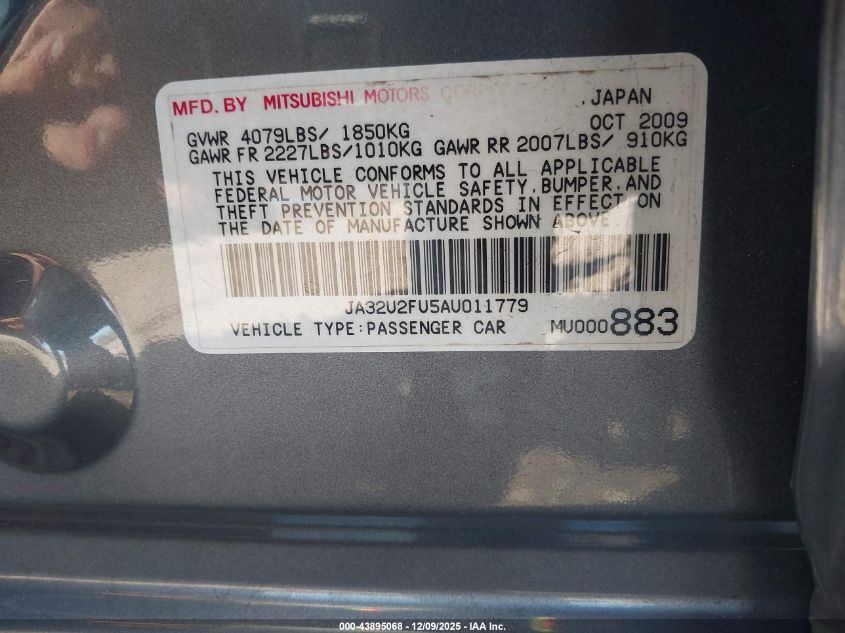 MFD. BY MITSUBISHI MOTORS CORPORATION. JAPAN
GVWR 4079LBS/ 1850KG OCT 2009
GAWR FR 2227LBS/1010KG GAWR RR 2007LBS/ 910KG
THIS VEHICLE CONFORMS TO ALL APPLICABLE
FEDERAL MOTOR VEHICLE SAFETY, BUMPER, AND
THEFT PREVENTION STANDARDS IN EFFECT ON
THE DATE OF MANUFACTURE SHOWN ABOVE.
JA32U2FU5AU011779
VEHICLE TYPE:PASSENGER CAR MU000883
000-43895068 - 12/09/2025 - IAA Inc.